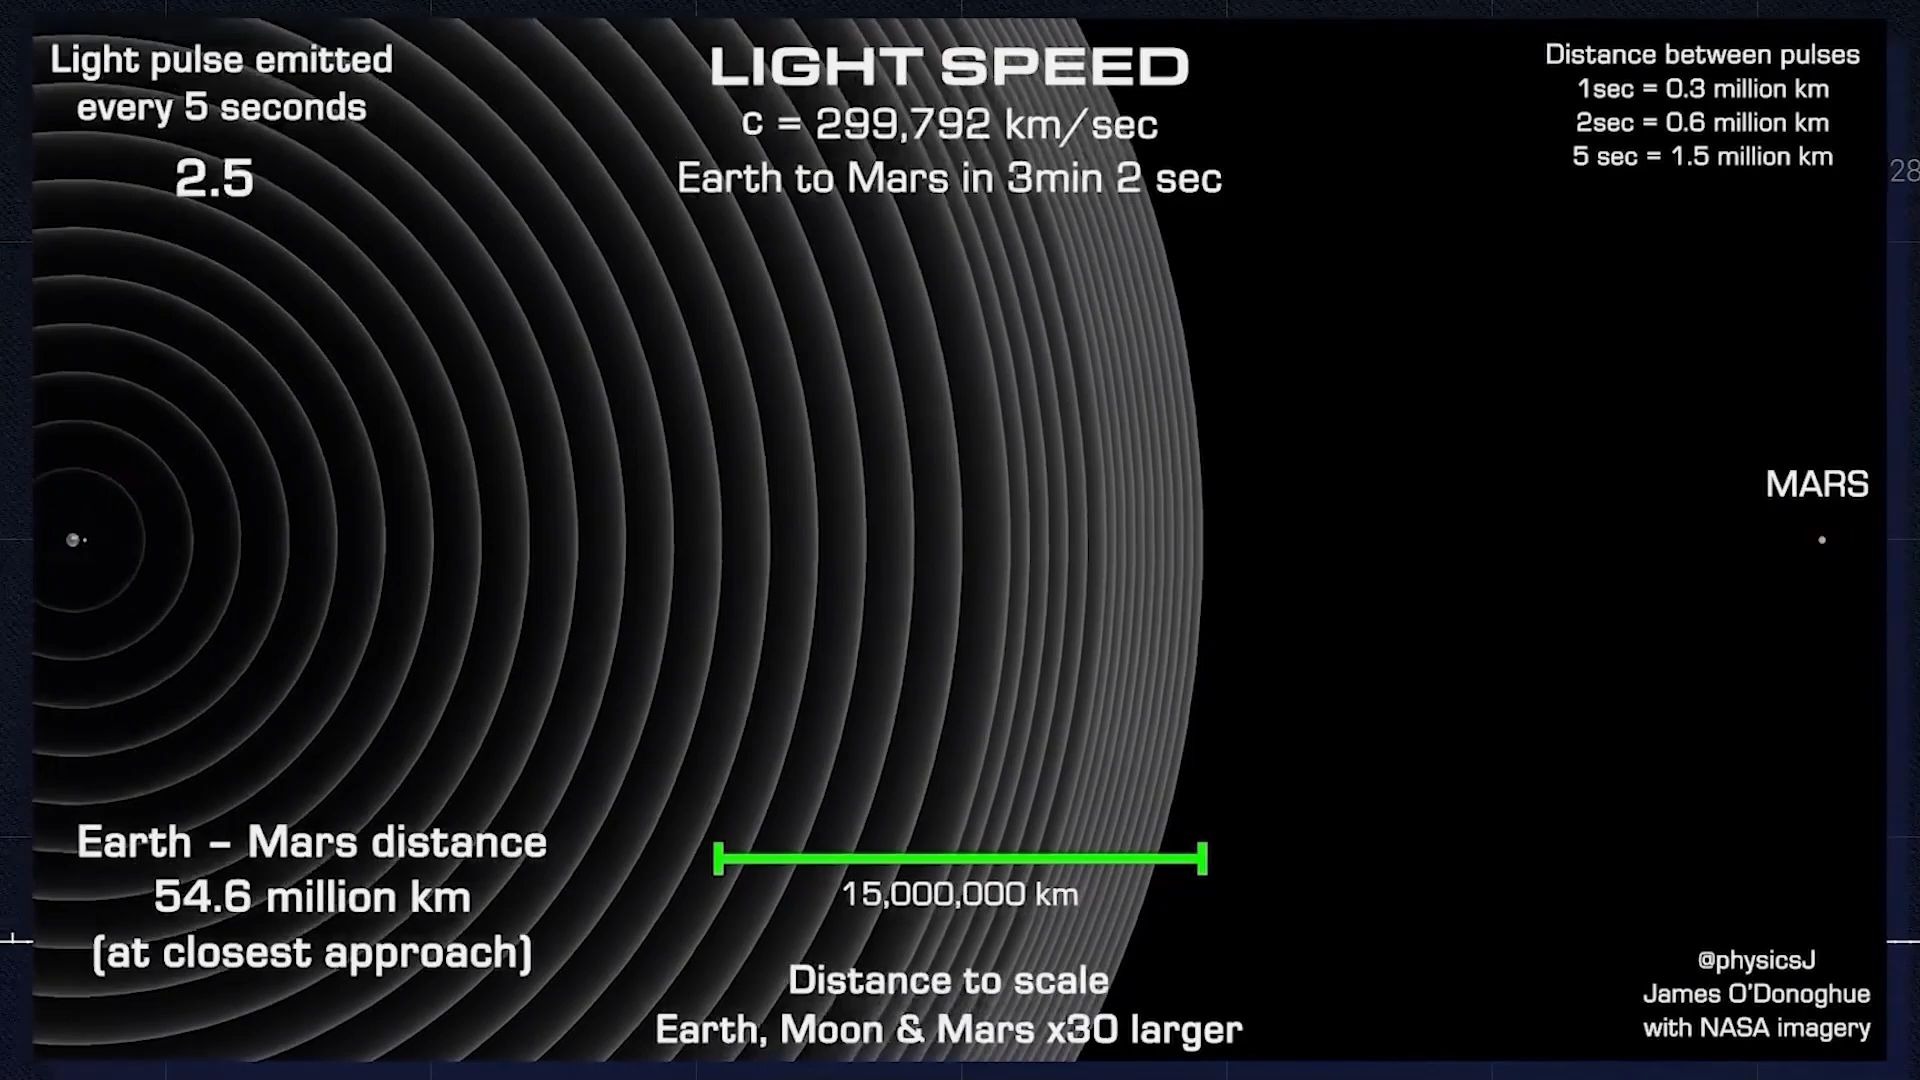 Light pulse emitted
every 5 seconds
2.5
LIGHT SPEED
c = 299,792 km/sec
Earth to Mars in 3min 2 sec
Distance between pulses
1sec = 0.3 million km
2sec = 0.6 million km
5 sec = 1.5 million km
28
MARS
Earth – Mars distance
54.6 million km
(at closest approach)
15,000,000 km
Distance to scale
Earth, Moon & Mars x30 larger
@physicsJ
James O'Donoghue
with NASA imagery